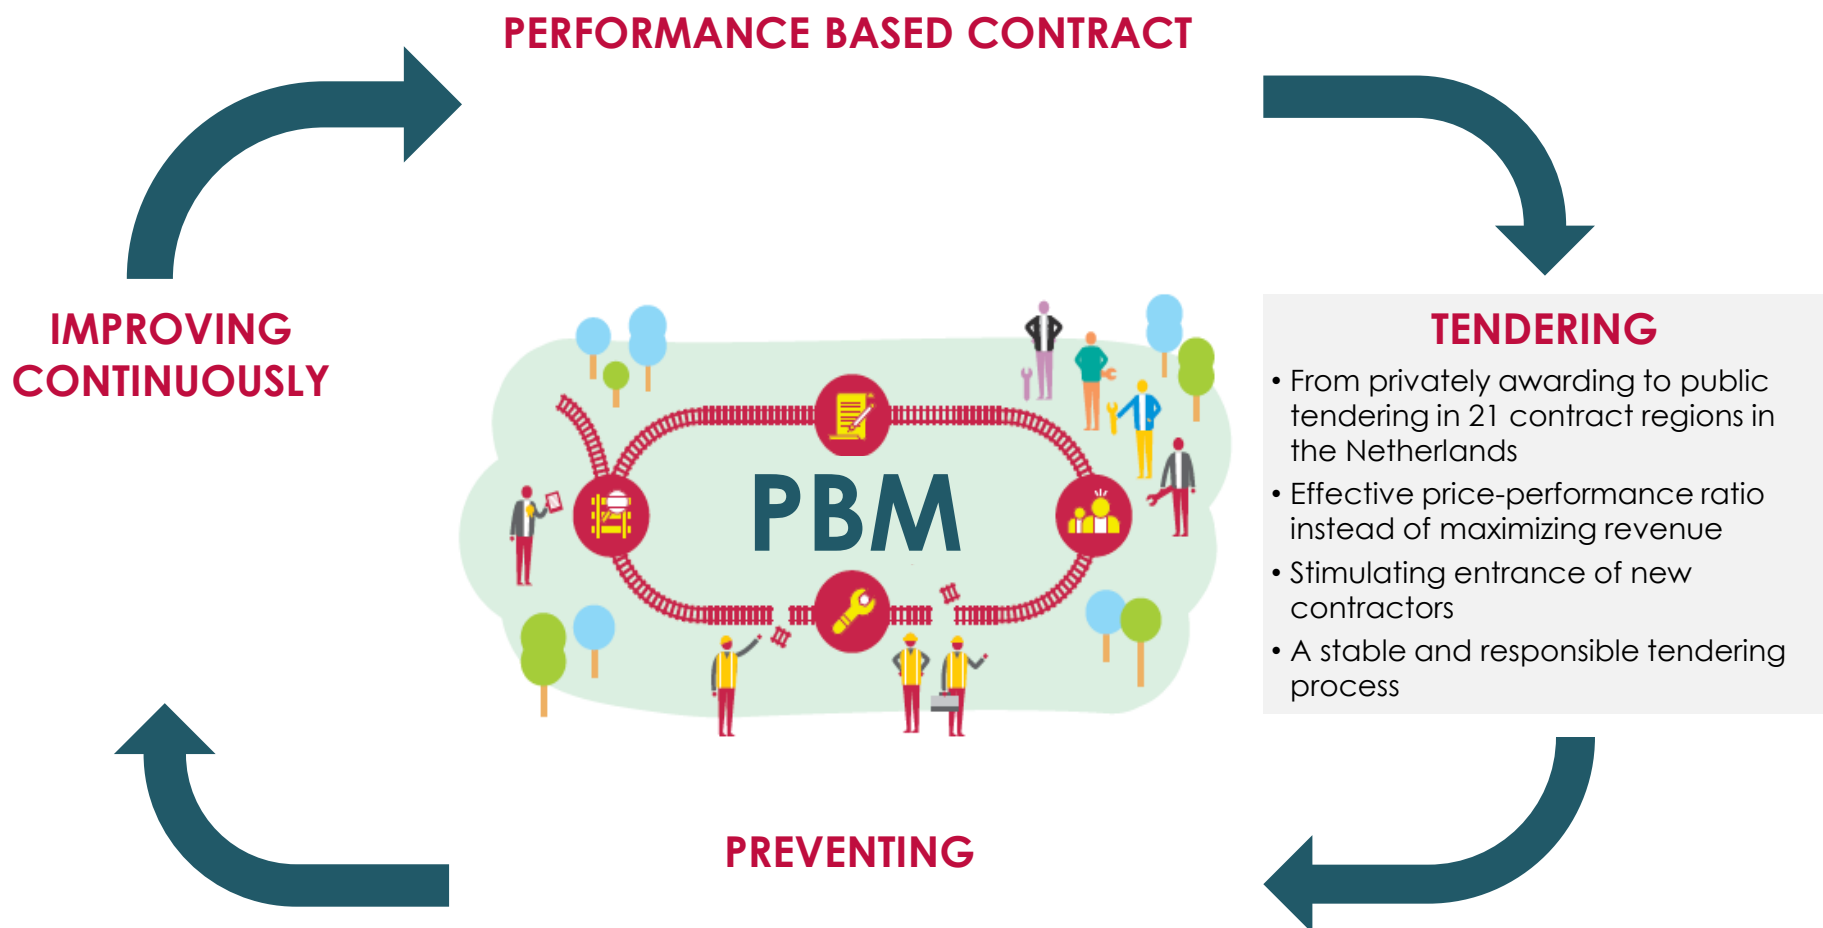 PERFORMANCE BASED CONTRACT
IMPROVING
CONTINUOUSLY
PBM
TENDERING
• From privately awarding to public
tendering in 21 contract regions in
the Netherlands
• Effective price-performance ratio
instead of maximizing revenue
• Stimulating entrance of new
contractors
• A stable and responsible tendering
process
PREVENTING